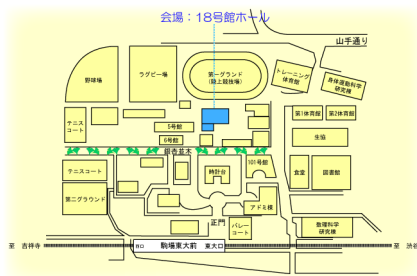 会場：18号館ホール
山手通り
野球場
ラグビー場
第一グランド
(陸上競技場)
トレーニング
体育館
身体運動科学
研究棟
テニス
コート
5号館
6号館
第1体育館
第2体育館
生協
銀杏並木
テニスコート
時計台
101号館
食堂
図書館
第二グラウンド
アドミ棟
正門
バレー
コート
数理科学
研究棟
至 吉祥寺
西口
駒場東大前
東大口
至 渋谷